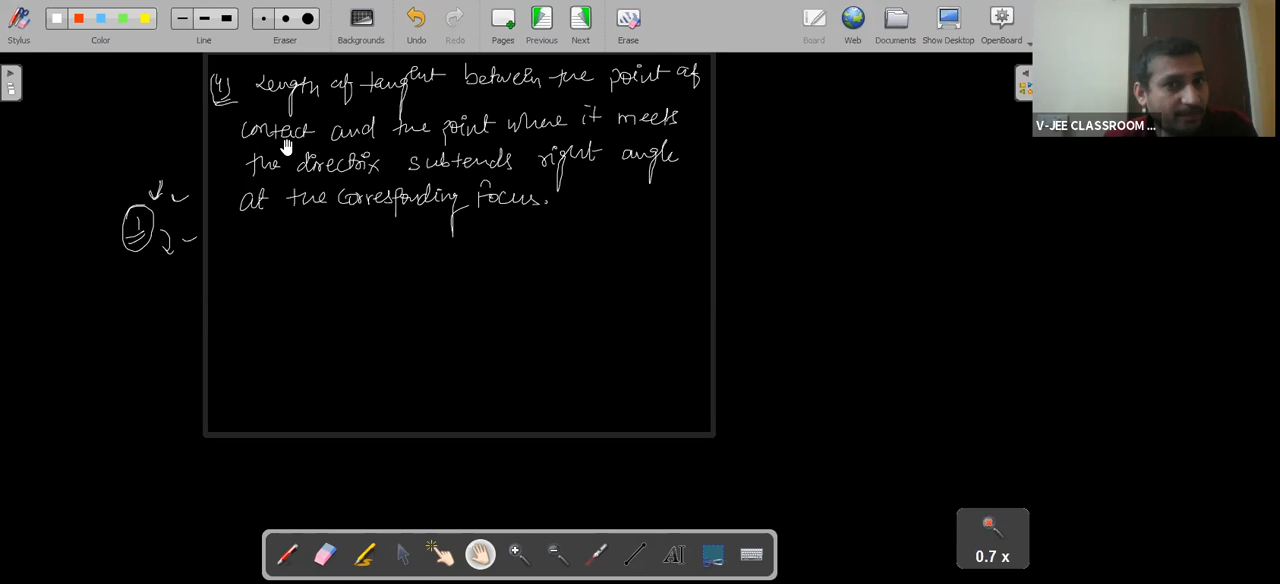 Stylus
Color
Line
Eraser
Backgrounds
Undo
Redo
Pages
Previous
Next
Erase
Board
Web
Documents
Show Desktop
OpenBoard
V-JEE CLASSROOM ...
(4) Length of tangent between the point of
contact and the point where it meets
the directrix subtends right angle
at the corresponding focus.
1
AI
0.7 x